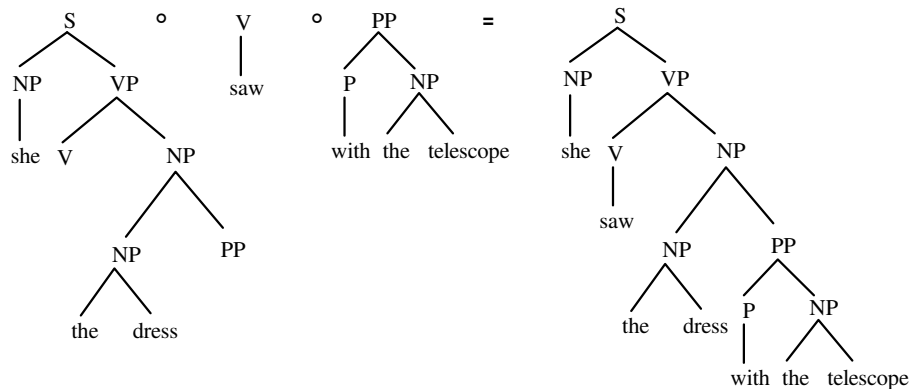 S ° V ° PP = S
NP VP saw P NP NP VP
she V NP with the telescope she V NP
saw
NP PP NP PP
the dress the dress P NP
with the telescope